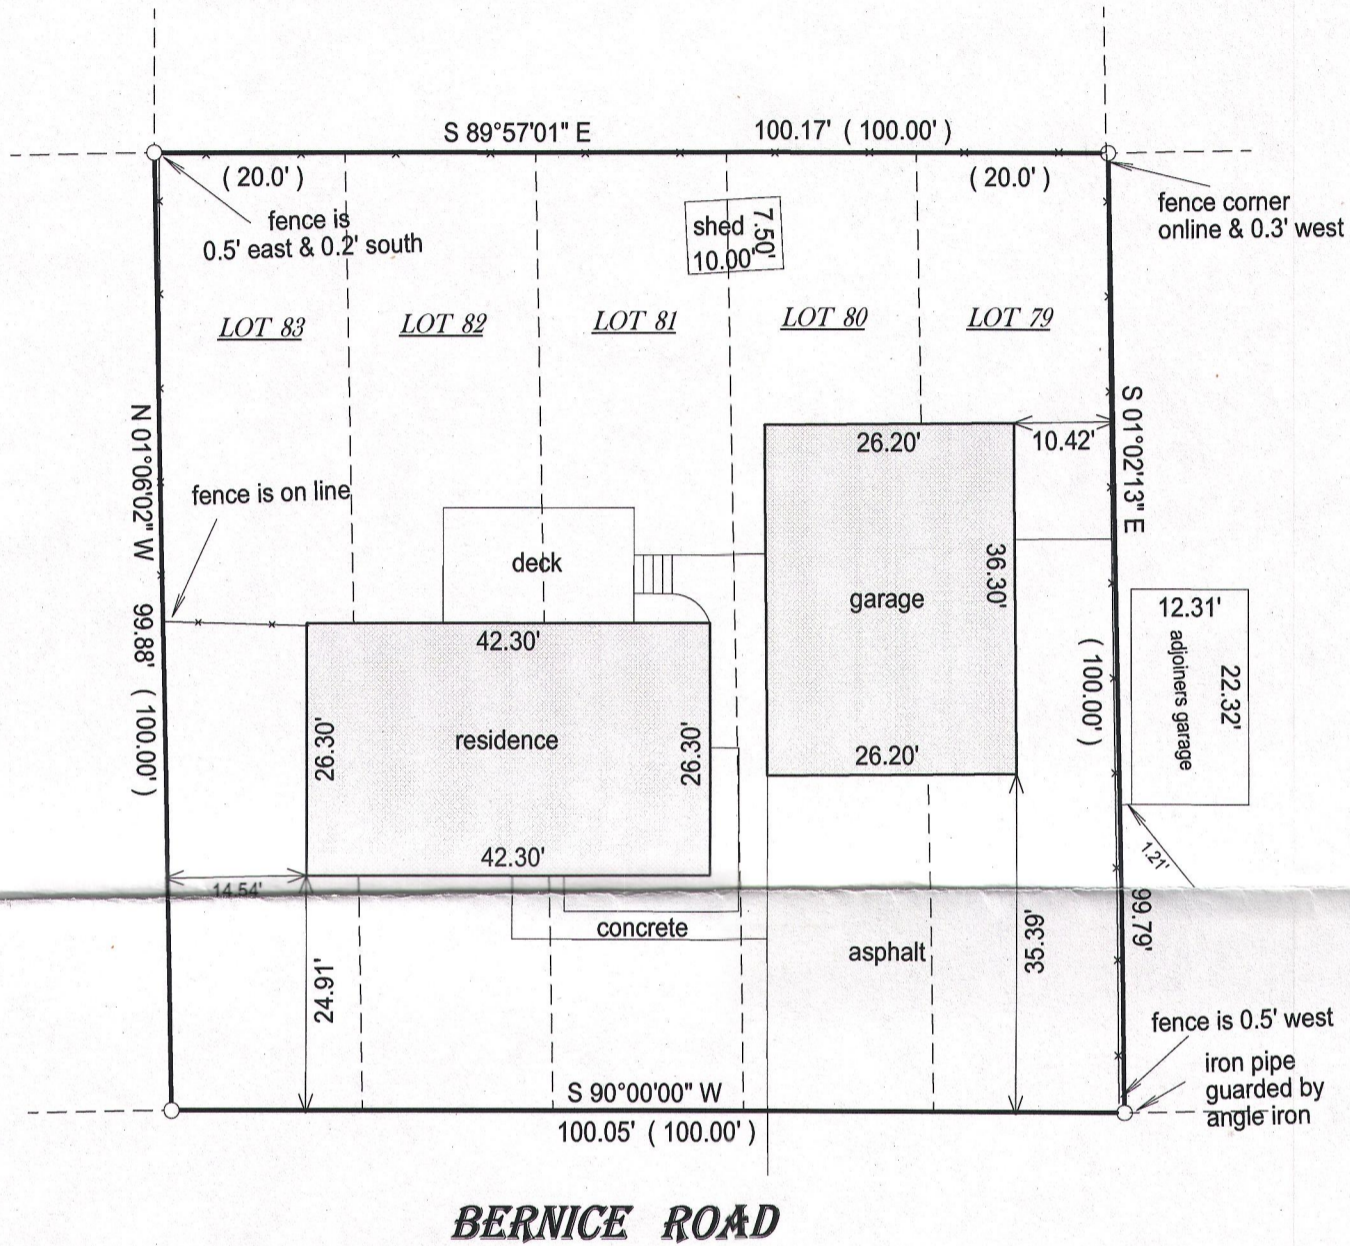 S 89°57'01" E 100.17' ( 100.00' )
( 20.0' ) ( 20.0' )
fence is
0.5' east & 0.2' south
shed 7.50'
10.00'
fence corner
online & 0.3' west
LOT 83 LOT 82 LOT 81 LOT 80 LOT 79
N 01°06'02" W 99.88' ( 100.00' )
S 01°02'13" E ( 100.00' ) 99.79'
26.20' 10.42'
fence is on line
deck
garage 36.30'
12.31'
adjoiners garage 22.32'
42.30'
26.30' residence 29.30'
26.20'
42.30'
14.54'
1.21'
concrete
asphalt 35.39'
24.91'
fence is 0.5' west
iron pipe
guarded by
angle iron
S 90°00'00" W
100.05' ( 100.00' )
BERNICE ROAD